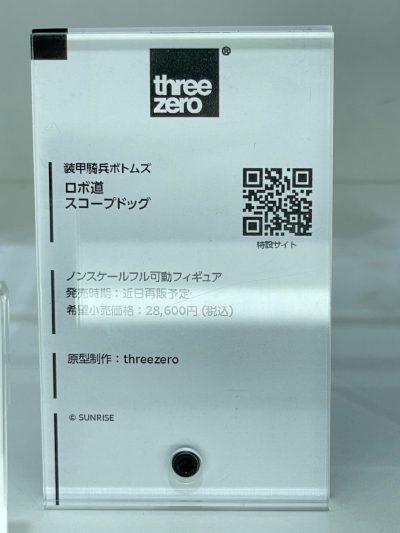 three
zero®
装甲騎兵ボトムズ
ロボ道
スコープドッグ
特設サイト
ノンスケールフル可動フィギュア
発売時期：近日再販予定
希望小売価格：28,600円（税込）
原型制作：threezero
© SUNRISE